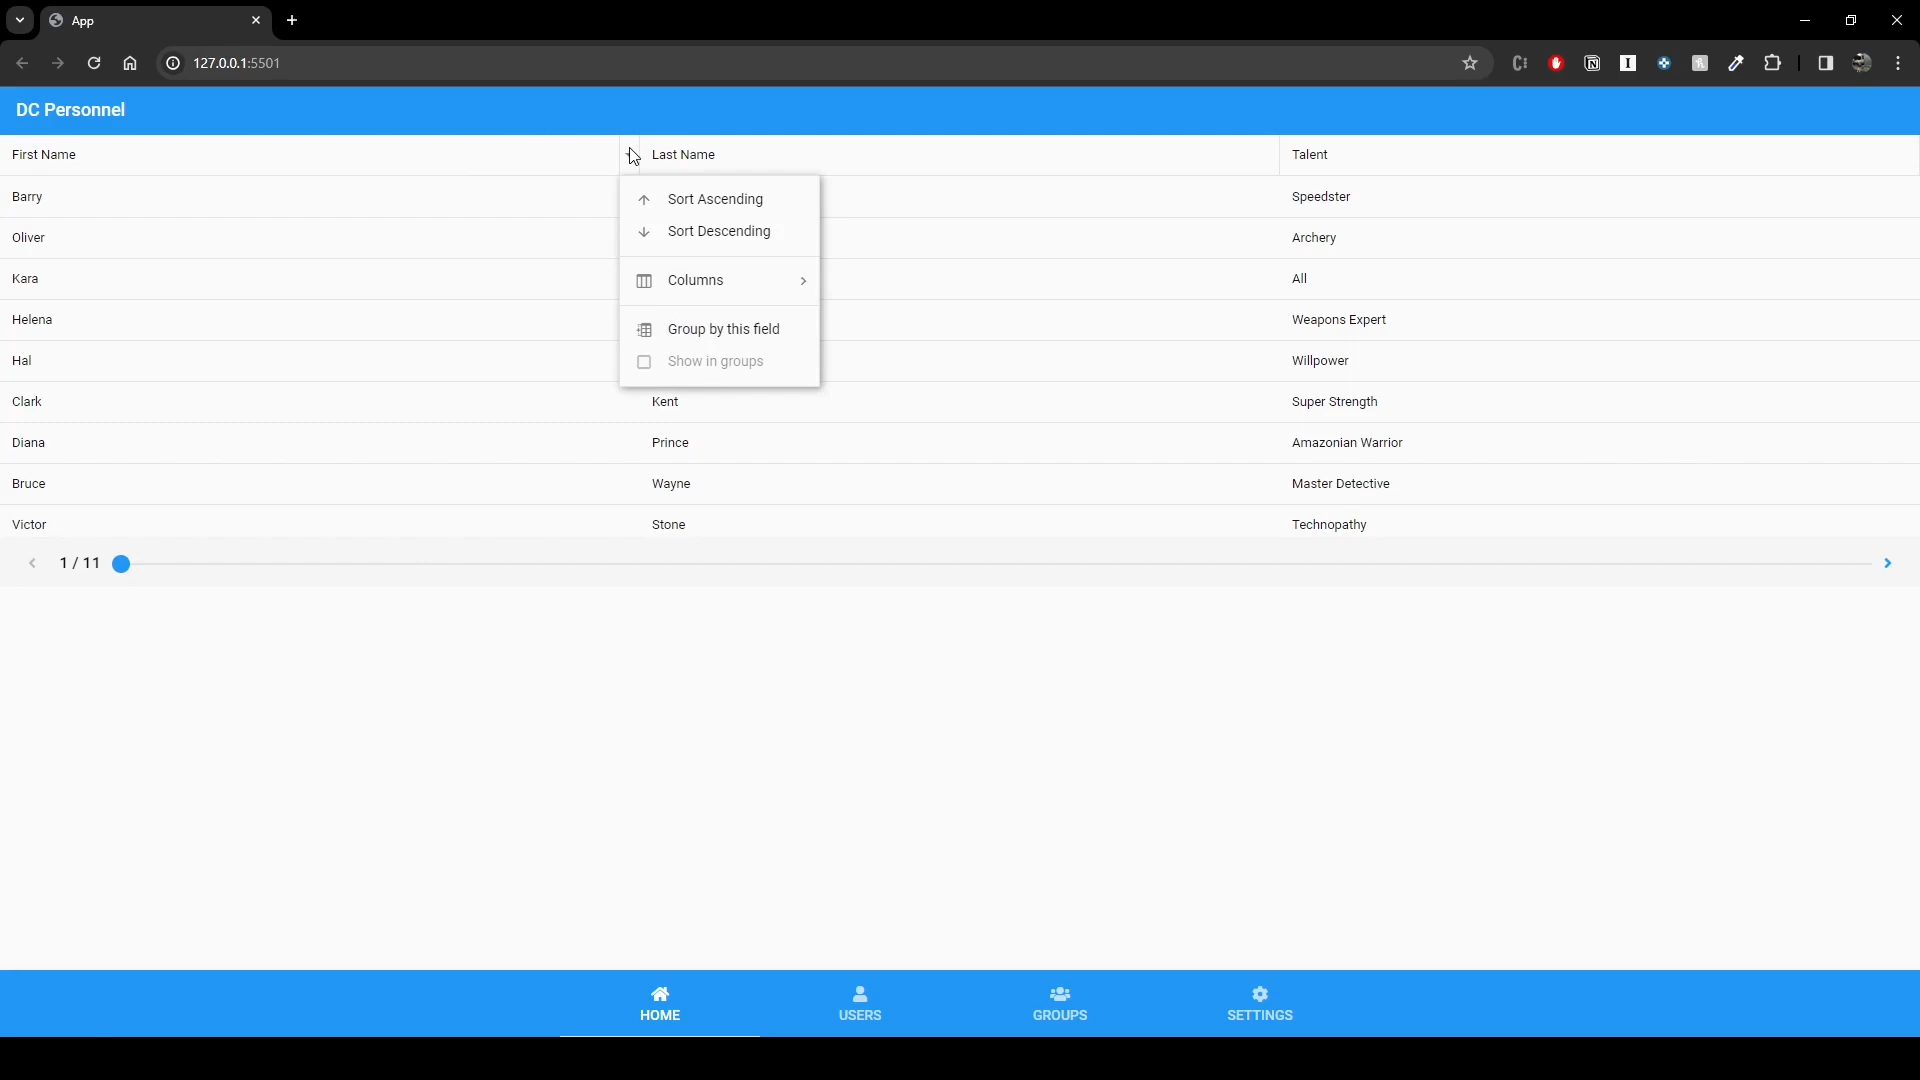 App
127.0.0.1:5501
DC Personnel
First Name Last Name Talent
Barry Speedster
Sort Ascending
Oliver Archery
Sort Descending
Kara All
Columns
Helena Weapons Expert
Group by this field
Hal Willpower
Show in groups
Clark Kent Super Strength
Diana Prince Amazonian Warrior
Bruce Wayne Master Detective
Victor Stone Technopathy
1 / 11
HOME USERS GROUPS SETTINGS